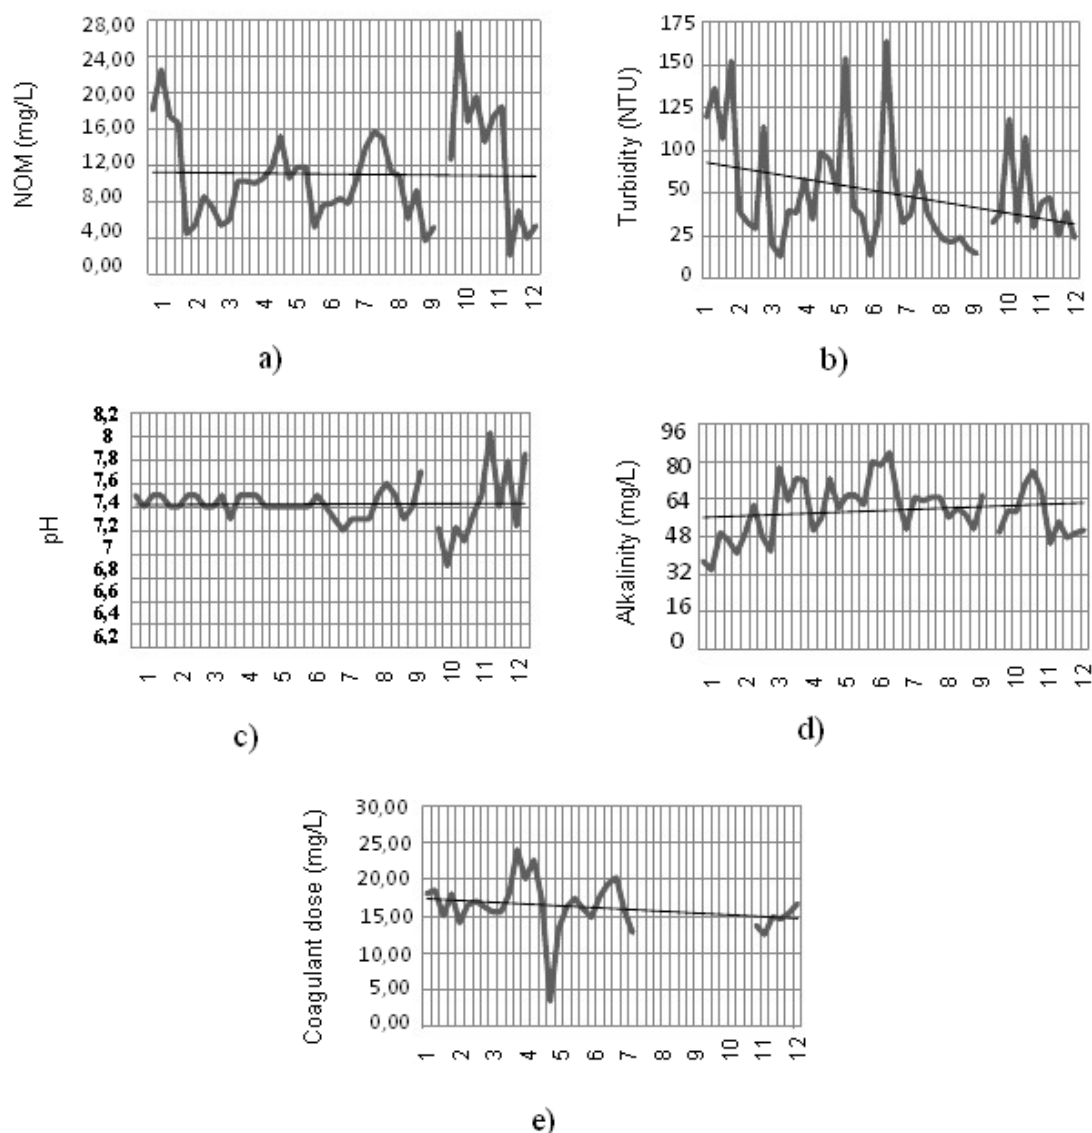 NOM (mg/L)
28,00
24,00
20,00
16,00
12,00
8,00
4,00
0,00
1 2 3 4 5 6 7 8 9 10 11 12
a)
Turbidity (NTU)
175
150
125
100
50
25
0
1 2 3 4 5 6 7 8 9 10 11 12
b)
pH
8,2
8
7,8
7,6
7,4
7,2
7
6,8
6,6
6,4
6,2
1 2 3 4 5 6 7 8 9 10 11 12
c)
Alkalinity (mg/L)
96
80
64
48
32
16
0
1 2 3 4 5 6 7 8 9 10 11 12
d)
Coagulant dose (mg/L)
30,00
25,00
20,00
15,00
10,00
5,00
0,00
1 2 3 4 5 6 7 8 9 10 11 12
e)